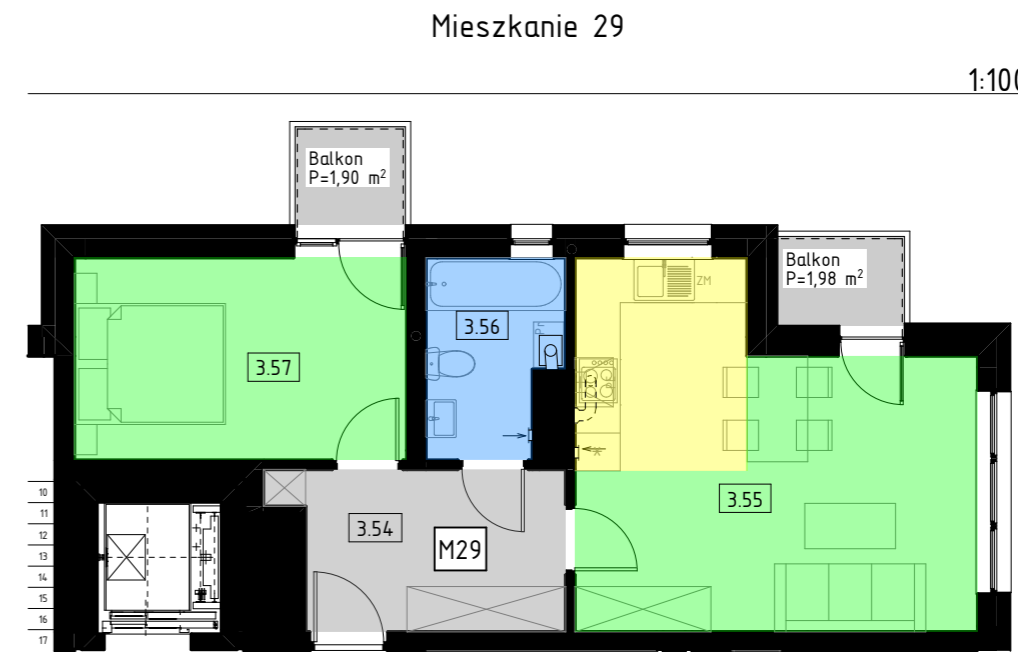 Mieszkanie 29
1:100
Balkon
P=1,90 m²
Balkon
P=1,98 m²
ZM
3.56
Pr
3.57
3.55
3.54
M29
10
11
12
13
14
15
16
17